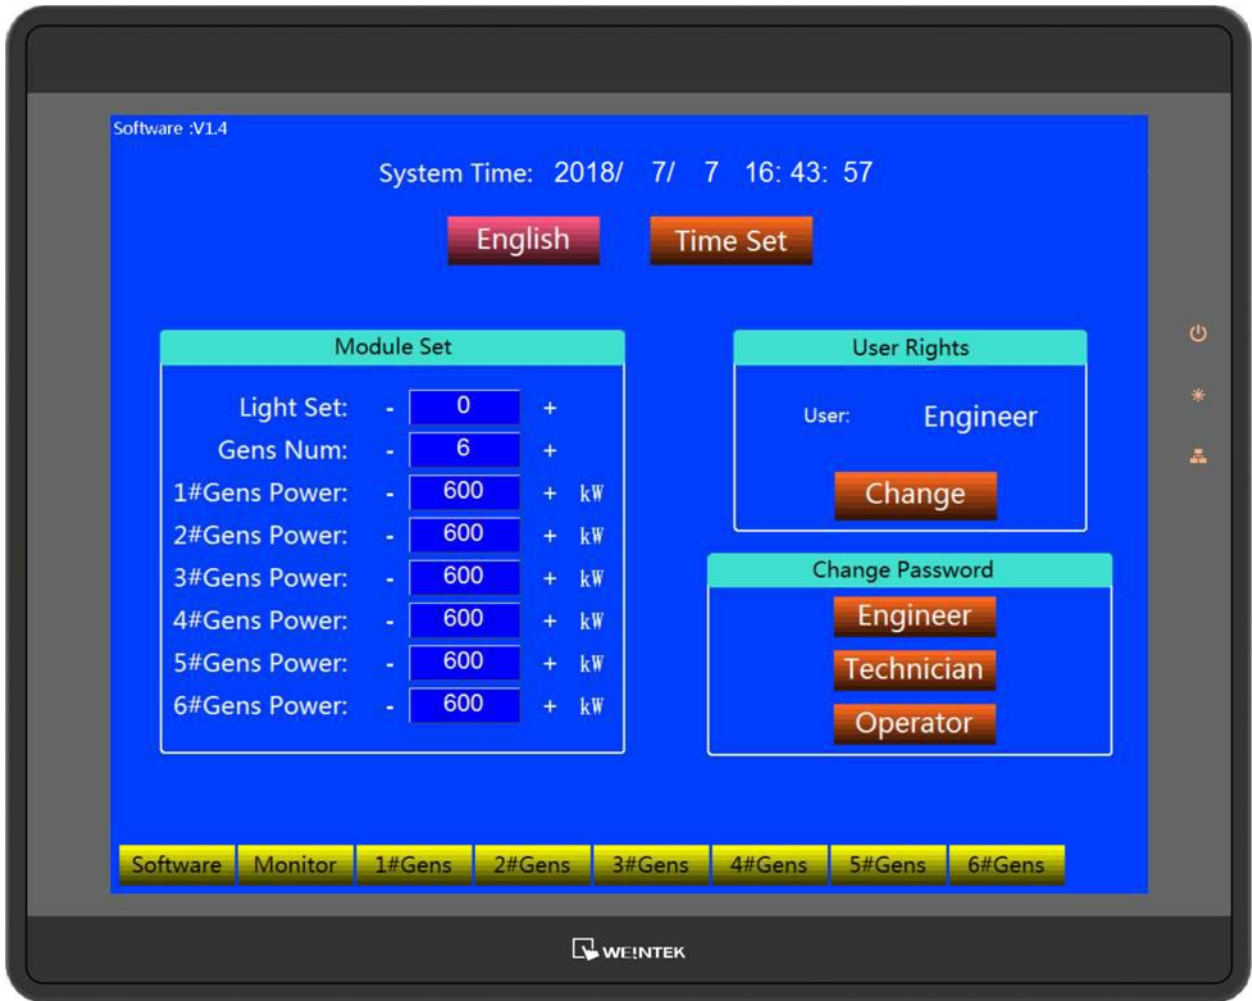 Software :V1.4
System Time: 2018/ 7/ 7 16: 43: 57
English Time Set
Module Set
Light Set: - 0 +
Gens Num: - 6 +
1#Gens Power: - 600 + kW
2#Gens Power: - 600 + kW
3#Gens Power: - 600 + kW
4#Gens Power: - 600 + kW
5#Gens Power: - 600 + kW
6#Gens Power: - 600 + kW
User Rights
User: Engineer
Change
Change Password
Engineer
Technician
Operator
Software Monitor 1#Gens 2#Gens 3#Gens 4#Gens 5#Gens 6#Gens
WE!NTEK